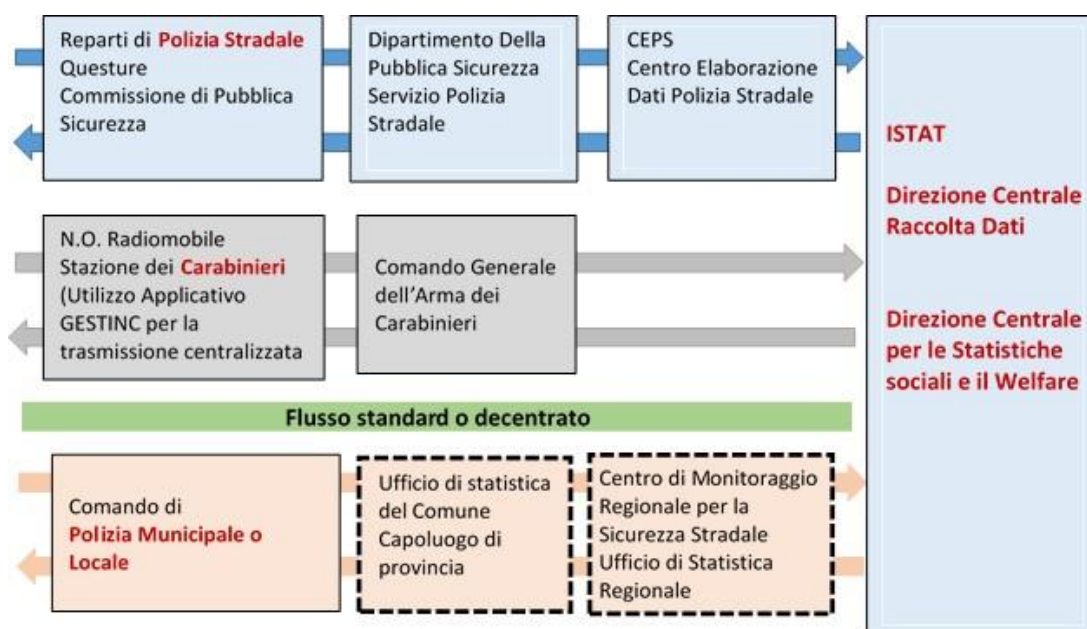 Reparti di Polizia Stradale
Questure
Commissione di Pubblica
Sicurezza
Dipartimento Della
Pubblica Sicurezza
Servizio Polizia
Stradale
CEPS
Centro Elaborazione
Dati Polizia Stradale
ISTAT
Direzione Centrale
Raccolta Dati
Direzione Centrale
per le Statistiche
sociali e il Welfare
N.O. Radiomobile
Stazione dei Carabinieri
(Utilizzo Applicativo
GESTINC per la
trasmissione centralizzata
Comando Generale
dell'Arma dei
Carabinieri
Flusso standard o decentrato
Comando di
Polizia Municipale o
Locale
Ufficio di statistica
del Comune
Capoluogo di
provincia
Centro di Monitoraggio
Regionale per la
Sicurezza Stradale
Ufficio di Statistica
Regionale